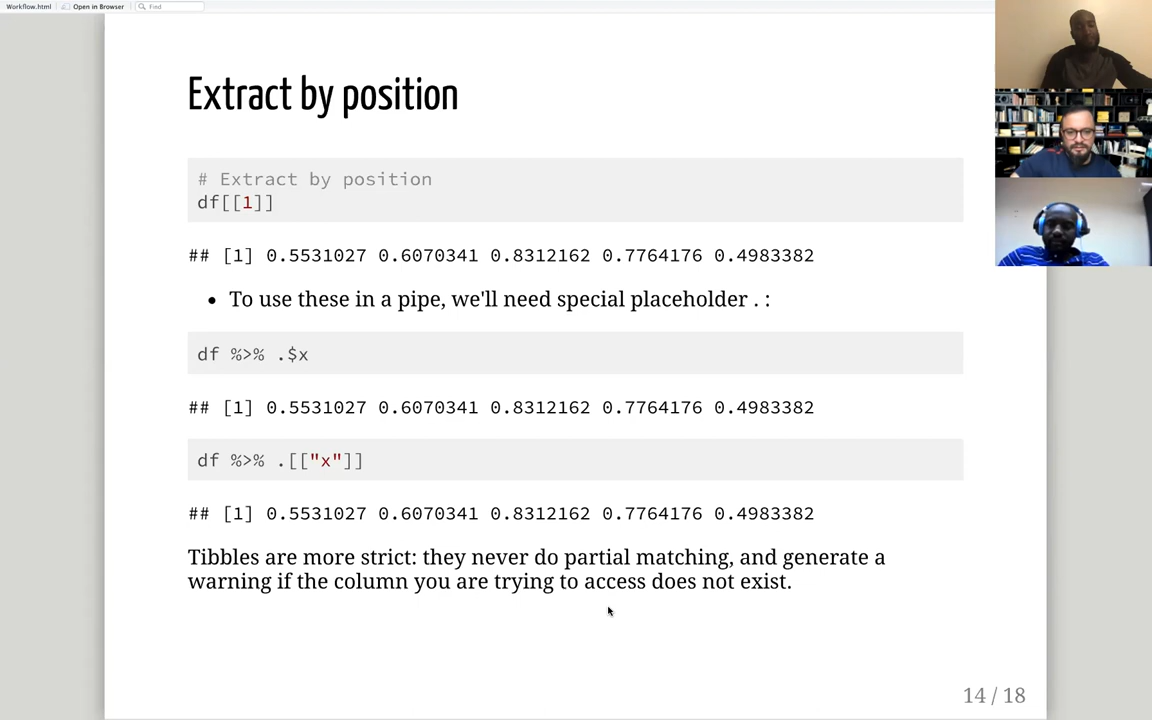 Workflow.html Open in Browser Find
Extract by position
# Extract by position
df[[1]]
## [1] 0.5531027 0.6070341 0.8312162 0.7764176 0.4983382
• To use these in a pipe, we'll need special placeholder . :
df %>% .$x
## [1] 0.5531027 0.6070341 0.8312162 0.7764176 0.4983382
df %>% .[["x"]]
## [1] 0.5531027 0.6070341 0.8312162 0.7764176 0.4983382
Tibbles are more strict: they never do partial matching, and generate a
warning if the column you are trying to access does not exist.
14 / 18